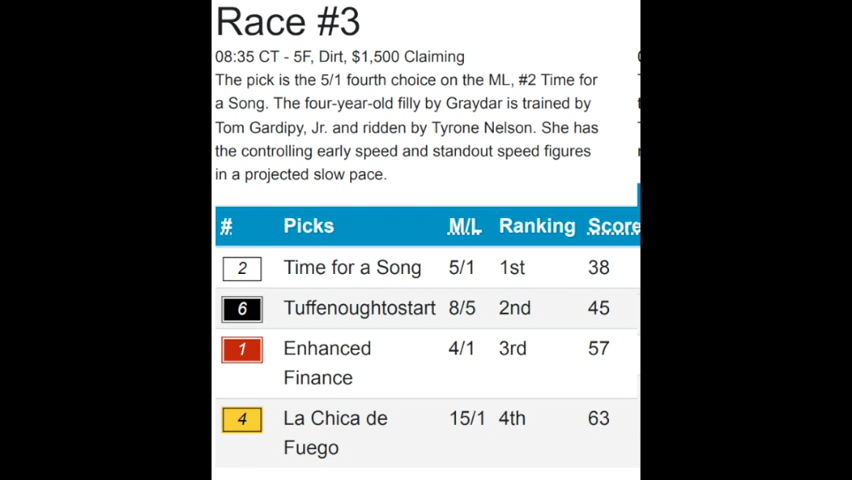 Race #3
08:35 CT - 5F, Dirt, $1,500 Claiming
The pick is the 5/1 fourth choice on the ML, #2 Time for
a Song. The four-year-old filly by Graydar is trained by
Tom Gardipy, Jr. and ridden by Tyrone Nelson. She has
the controlling early speed and standout speed figures
in a projected slow pace.
# Picks M/L Ranking Score
2 Time for a Song 5/1 1st 38
6 Tuffenoughtostart 8/5 2nd 45
1 Enhanced 4/1 3rd 57
Finance
4 La Chica de 15/1 4th 63
Fuego